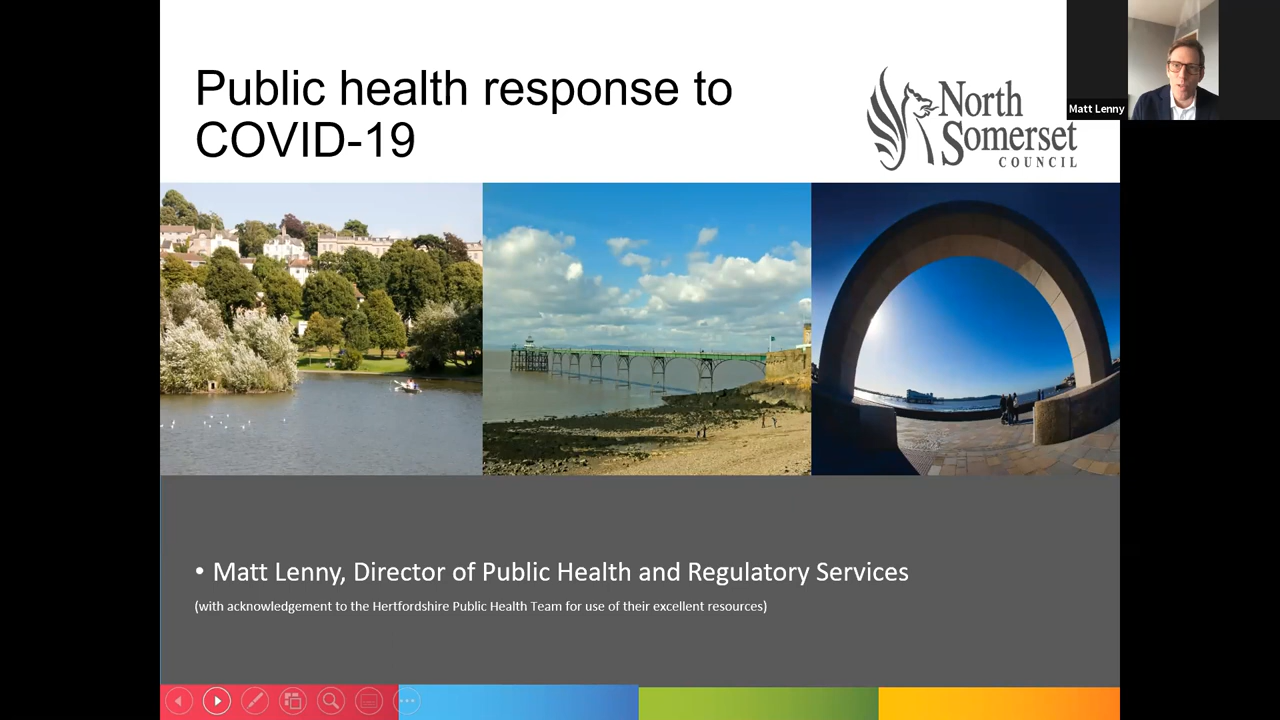 Public health response to
COVID-19
North
Somerset
COUNCIL
Matt Lenny
• Matt Lenny, Director of Public Health and Regulatory Services
(with acknowledgement to the Hertfordshire Public Health Team for use of their excellent resources)